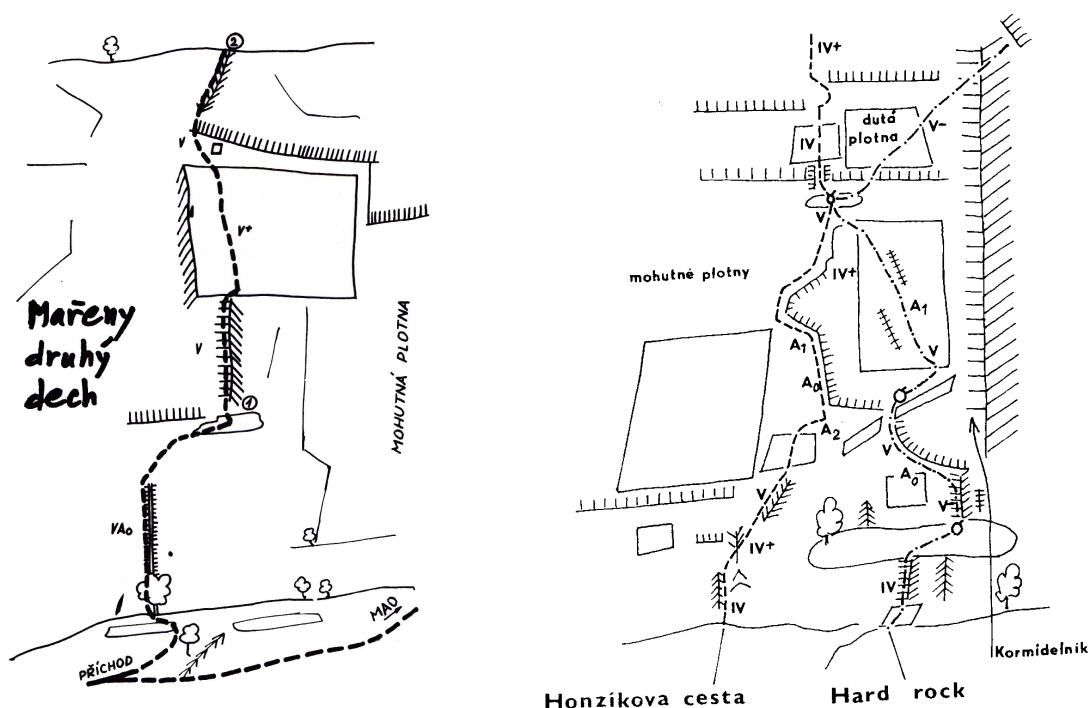 2
V
V+
Mařeny
druhý
dech
V
1
MOHUTNÁ PLOTNA
VA₀
MAO
PŘÍCHOD
IV+
dutá
plotna
V-
IV
V
mohutné plotny
IV+
A₁
A₁
V
A₀
A₂
V
A₀
V
V-
IV+
IV
IV
Kormidelník
Honzíkova cesta
Hard rock